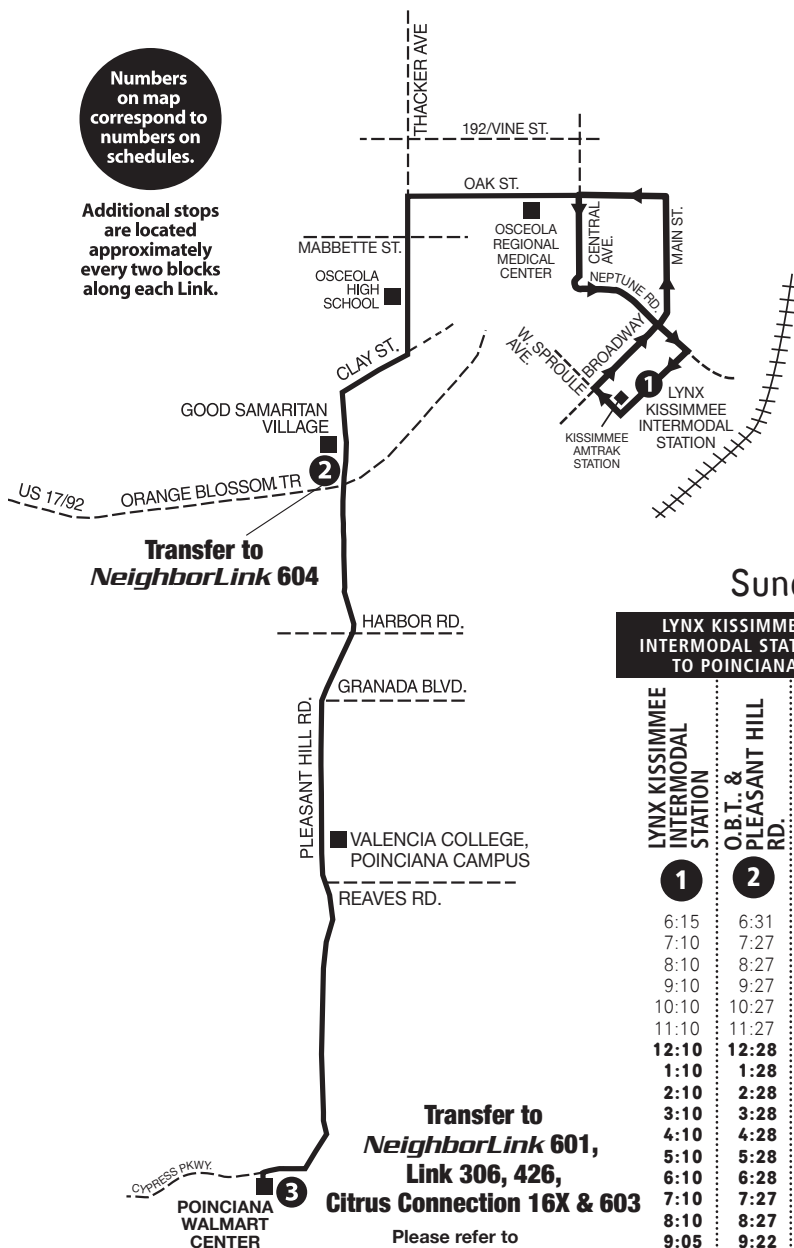 Numbers
on map
correspond to
numbers on
schedules.
Additional stops
are located
approximately
every two blocks
along each Link.
THACKER AVE
192/VINE ST.
OAK ST.
MABBETTE ST.
OSCEOLA
REGIONAL
MEDICAL
CENTER
CENTRAL
AVE.
MAIN ST.
OSCEOLA
HIGH
SCHOOL
NEPTUNE RD.
CLAY ST.
W. SPROULE
AVE.
BROADWAY
1
LYNX
KISSIMMEE
INTERMODAL
STATION
KISSIMMEE
AMTRAK
STATION
GOOD SAMARITAN
VILLAGE
2
US 17/92
ORANGE BLOSSOM TR
Transfer to
NeighborLink 604
HARBOR RD.
GRANADA BLVD.
PLEASANT HILL RD.
VALENCIA COLLEGE,
POINCIANA CAMPUS
REAVES RD.
CYPRESS PKWY.
3
POINCIANA
WALMART
CENTER
Transfer to
NeighborLink 601,
Link 306, 426,
Citrus Connection 16X & 603
Please refer to
LYNX KISSIMME
INTERMODAL STAT
TO POINCIANA
LYNX KISSIMMEE
INTERMODAL
STATION
O.B.T.. &
PLEASANT HILL
RD.
1 2
6:15 6:31
7:10 7:27
8:10 8:27
9:10 9:27
10:10 10:27
11:10 11:27
12:10 12:28
1:10 1:28
2:10 2:28
3:10 3:28
4:10 4:28
5:10 5:28
6:10 6:28
7:10 7:27
8:10 8:27
9:05 9:22